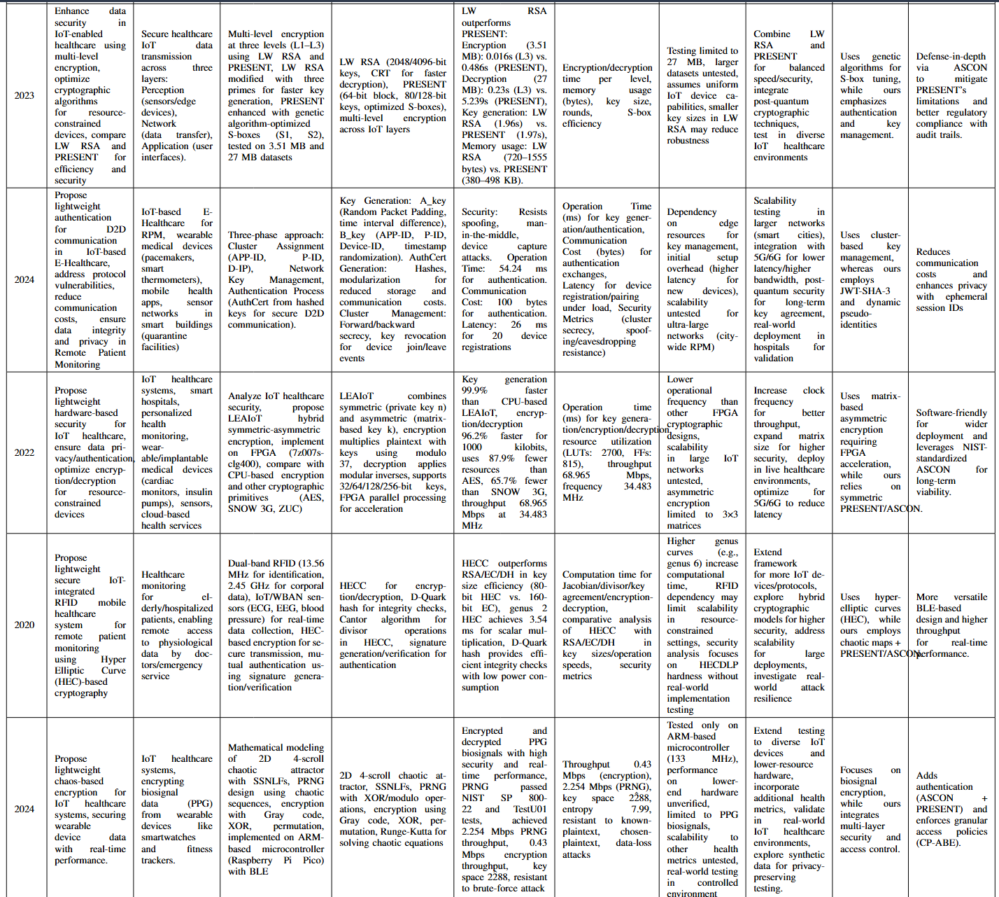 2023
Enhance data
security in
IoT-enabled
healthcare using
multi-level
encryption,
optimize
cryptographic
algorithms
for resource-
constrained
devices, compare
LW RSA and
PRESENT for
efficiency and
security
Secure healthcare
IoT data
transmission
across three
layers:
Perception
(sensors/edge
devices),
Network
(data transfer),
Application (user
interfaces).
Multi-level encryption
at three levels (L1–L3)
using LW RSA and
PRESENT, LW RSA
modified with three
primes for faster key
generation, PRESENT
enhanced with genetic
algorithm-optimized
S-boxes (S1, S2),
tested on 3.51 MB and
27 MB datasets
LW RSA (2048/4096-bit
keys, CRT for faster
decryption), PRESENT
(64-bit block, 80/128-bit
keys, optimized S-boxes),
multi-level encryption
across IoT layers
LW RSA
outperforms
PRESENT:
Encryption (3.51
MB): 0.016s (L3) vs.
0.486s (PRESENT),
Decryption (27
MB): 0.23s (L3) vs.
5.239s (PRESENT),
Key generation: LW
RSA (1.96s) vs.
PRESENT (1.97s),
Memory usage: LW
RSA (720–1555
bytes) vs. PRESENT
(380–498 KB).
Encryption/decryption
time per level,
memory usage
(bytes), key size,
rounds, S-box
efficiency
Testing limited to
27 MB, larger
datasets untested,
assumes uniform
IoT device ca-
pabilities, smaller
key sizes in LW
RSA may reduce
robustness
Combine LW
RSA and
PRESENT
for balanced
speed/security,
integrate
post-quantum
cryptographic
techniques,
test in diverse
IoT healthcare
environments
Uses genetic
algorithms for
S-box tuning,
while ours
emphasizes
authentication
and key
management.
Defense-in-depth
via ASCON
to mitigate
PRESENT's
limitations and
better regulatory
compliance with
audit trails.
2024
Propose
lightweight
authentication
for D2D
communication
in IoT-based
E-Healthcare,
address protocol
vulnerabilities,
reduce
communication
costs, ensure
data integrity
and privacy in
Remote Patient
Monitoring
IoT-based E-
Healthcare for
RPM, wearable
medical devices
(pacemakers,
smart
thermometers),
mobile health
apps, sensor
networks in
smart buildings
(quarantine
facilities)
Three-phase approach:
Cluster Assignment
(APP-ID, P-ID,
D-IP), Network
Key Management,
Authentication Process
(AuthCert from hashed
keys for secure D2D
communication).
Key Generation: A_key
(Random Packet Padding,
time interval difference),
B_key (APP-ID, P-ID,
Device-ID, timestamp
randomization). AuthCert
Generation: Hashes,
modularization for
reduced storage and
communication costs.
Cluster Management:
Forward/backward
secrecy, key revocation
for device join/leave
events
Security: Resists
spoofing, man-
in-the-middle,
device capture
attacks. Operation
Time: 54.24 ms
for authentication.
Communication
Cost: 100 bytes
for authentication.
Latency: 26 ms
for 20 device
registrations
Operation Time
(ms) for key gener-
ation/authentication,
Communication
Cost (bytes) for
authentication
exchanges,
Latency for device
registration/pairing
under load, Security
Metrics (cluster
secrecy, spoof-
ing/eavesdropping
resistance)
Dependency
on edge
resources for
key management,
initial setup
overhead (higher
latency for
new devices),
scalability
untested for
ultra-large
networks (city-
wide RPM)
Scalability
testing in
larger networks
(smart cities),
integration with
5G/6G for lower
latency/higher
bandwidth, post-
quantum security
for long-term
key agreement,
real-world
deployment in
hospitals for
validation
Uses cluster-
based key
management,
whereas ours
employs
JWT-SHA-3
and dynamic
pseudo-
identities
Reduces
communication
costs and
enhances privacy
with ephemeral
session IDs
2022
Propose
lightweight
hardware-based
security for
IoT healthcare,
ensure data pri-
vacy/authentication,
optimize encryp-
tion/decryption
for resource-
constrained
devices
IoT healthcare
systems, smart
hospitals,
personalized
health
monitoring,
wear-
able/implantable
medical devices
(cardiac
monitors, insulin
pumps), sensors,
cloud-based
health services
Analyze IoT healthcare
security, propose
LEAIoT hybrid
symmetric-asymmetric
encryption, implement
on FPGA (7z007s-
clg400), compare with
CPU-based encryption
and other cryptographic
primitives (AES,
SNOW 3G, ZUC)
LEAIoT combines
symmetric (private key n)
and asymmetric (matrix-
based key k), encryption
multiplies plaintext with
keys using modulo
37, decryption applies
modular inverses, supports
32/64/128/256-bit keys,
FPGA parallel processing
for acceleration
Key generation
99.9% faster
than CPU-based
LEAIoT, encryp-
tion/decryption
96.2% faster for
1000 kilobits,
uses 87.9% fewer
resources than
AES, 65.7% fewer
than SNOW 3G,
throughput 68.965
Mbps at 34.483
MHz
Operation time
(ms) for key genera-
tion/encryption/decryption,
resource utilization
(LUTs: 2700, FFs:
815), throughput
68.965 Mbps,
frequency 34.483
MHz
Lower
operational
frequency than
other FPGA
cryptographic
designs,
scalability
in large IoT
networks
untested,
asymmetric
encryption
limited to 3×3
matrices
Increase clock
frequency
for better
throughput,
expand matrix
size for higher
security, deploy
in live healthcare
environments,
optimize for
5G/6G to reduce
latency
Uses matrix-
based
asymmetric
encryption
requiring
FPGA
acceleration,
while ours
relies on
symmetric
PRESENT/ASCON.
Software-friendly
for wider
deployment and
leverages NIST-
standardized
ASCON for
long-term
viability.
2020
Propose
lightweight
secure IoT-
integrated
RFID mobile
healthcare
system for
remote patient
monitoring
using Hyper
Elliptic Curve
(HEC)-based
cryptography
Healthcare
monitoring
for el-
derly/hospitalized
patients, enabling
remote access
to physiological
data by doc-
tors/emergency
service
Dual-band RFID (13.56
MHz for identification,
2.45 GHz for corporal
data), IoT/WBAN sen-
sors (ECG, EEG, blood
pressure) for real-time
data collection, HEC-
based encryption for se-
cure transmission, mu-
tual authentication us-
ing signature genera-
tion/verification
HECC for encryp-
tion/decryption, D-Quark
hash for integrity checks,
Cantor algorithm for
divisor operations
in HECC, signature
generation/verification for
authentication
HECC outperforms
RSA/EC/DH in key
size efficiency (80-
bit HEC vs. 160-
bit EC), genus 2
HEC achieves 3.54
ms for scalar mul-
tiplication, D-Quark
hash provides effi-
cient integrity checks
with low power con-
sumption
Computation time for
Jacobian/divisor/key
agreement/encryption-
decryption,
comparative analysis
of HECC with
RSA/EC/DH in
key sizes/operation
speeds, security
metrics
Higher genus
curves (e.g.,
genus 6) increase
computational
time, RFID
dependency may
limit scalability
in resource-
constrained
settings, security
analysis focuses
on HECDLP
hardness without
real-world
implementation
testing
Extend
framework
for more IoT de-
vices/protocols,
explore hybrid
cryptographic
models for higher
security, address
scalability
for large
deployments,
investigate real-
world attack
resilience
Uses hyper-
elliptic curves
(HEC), while
ours employs
chaotic maps +
PRESENT/ASCON.
More versatile
BLE-based
design and higher
throughput
for real-time
performance.
2024
Propose
lightweight
chaos-based
encryption for
IoT healthcare
systems, securing
wearable
device data
with real-time
performance.
IoT healthcare
systems,
encrypting
biosignal
data (PPG)
from wearable
devices like
smartwatches
and fitness
trackers.
Mathematical modeling
of 2D 4-scroll
chaotic attractor
with SSNLFs, PRNG
design using chaotic
sequences, encryption
with Gray code,
XOR, permutation,
implemented on ARM-
based microcontroller
(Raspberry Pi Pico)
with BLE
2D 4-scroll chaotic at-
tractor, SSNLFs, PRNG
with XOR/modulo oper-
ations, encryption using
Gray code, XOR, per-
mutation, Runge-Kutta for
solving chaotic equations
Encrypted and
decrypted PPG
biosignals with high
security and real-
time performance,
PRNG passed
NIST SP 800-
22 and TestU01
tests, achieved
2.254 Mbps PRNG
throughput, 0.43
Mbps encryption
throughput, key
space 2288, resistant
to brute-force attack
Throughput 0.43
Mbps (encryption),
2.254 Mbps (PRNG),
key space 2288,
entropy 7.99,
resistant to known-
plaintext, chosen-
plaintext, data-loss
attacks
Tested only on
ARM-based
microcontroller
(133 MHz),
performance
on lower-
end hardware
unverified,
limited to PPG
biosignals,
scalability to
other health
metrics untested,
real-world testing
in controlled
environment
Extend testing
to diverse IoT
devices and
lower-resource
hardware,
incorporate
additional health
metrics, validate
in real-world
IoT healthcare
environments,
explore synthetic
data for privacy-
preserving
testing.
Focuses on
biosignal
encryption,
while ours
integrates
multi-layer
security and
access control.
Adds
authentication
(ASCON +
PRESENT) and
enforces granular
access policies
(CP-ABE).